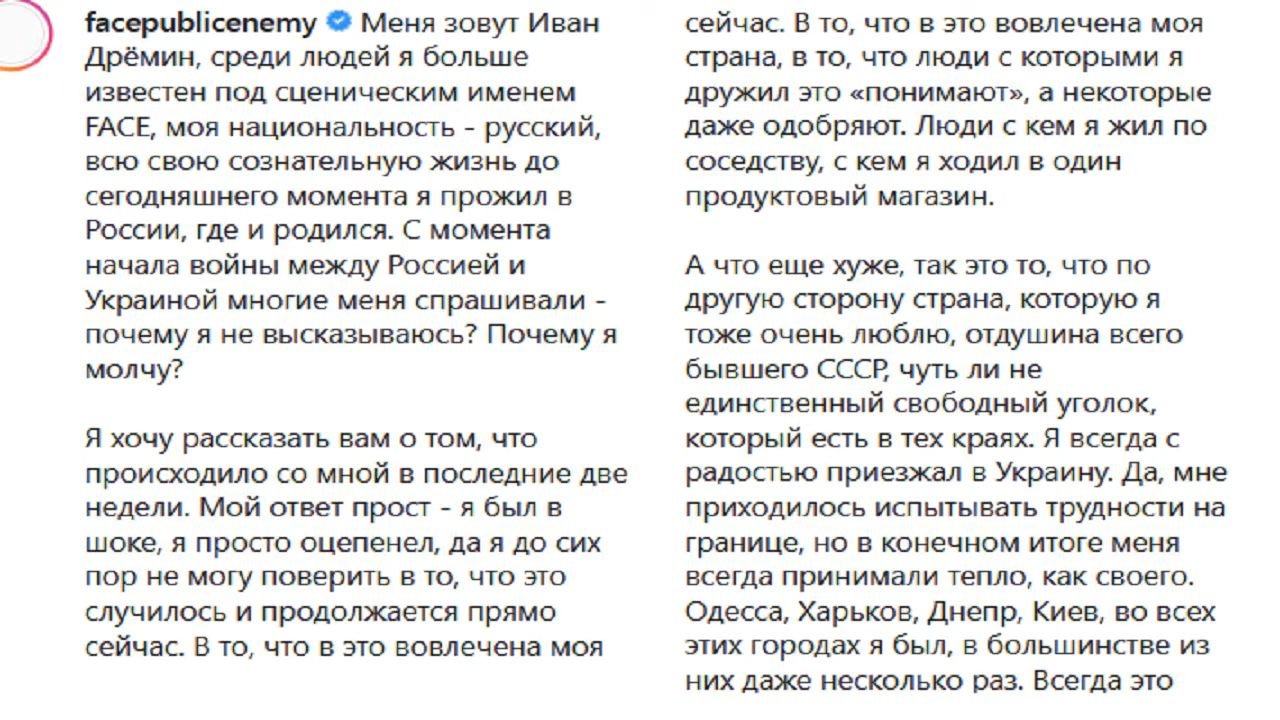 facepublicenemy Меня зовут Иван
Дрёмин, среди людей я больше
известен под сценическим именем
FACE, моя национальность - русский,
всю свою сознательную жизнь до
сегодняшнего момента я прожил в
России, где и родился. С момента
начала войны между Россией и
Украиной многие меня спрашивали -
почему я не высказываюсь? Почему я
молчу?
Я хочу рассказать вам о том, что
происходило со мной в последние две
недели. Мой ответ прост - я был в
шоке, я просто оцепенел, да я до сих
пор не могу поверить в то, что это
случилось и продолжается прямо
сейчас. В то, что в это вовлечена моя
сейчас. В то, что в это вовлечена моя
страна, в то, что люди с которыми я
дружил это «понимают», а некоторые
даже одобряют. Люди с кем я жил по
соседству, с кем я ходил в один
продуктовый магазин.
А что еще хуже, так это то, что по
другую сторону страна, которую я
тоже очень люблю, отдушина всего
бывшего СССР, чуть ли не
единственный свободный уголок,
который есть в тех краях. Я всегда с
радостью приезжал в Украину. Да, мне
приходилось испытывать трудности на
границе, но в конечном итоге меня
всегда принимали тепло, как своего.
Одесса, Харьков, Днепр, Киев, во всех
этих городах я был, в большинстве из
них даже несколько раз. Всегда это